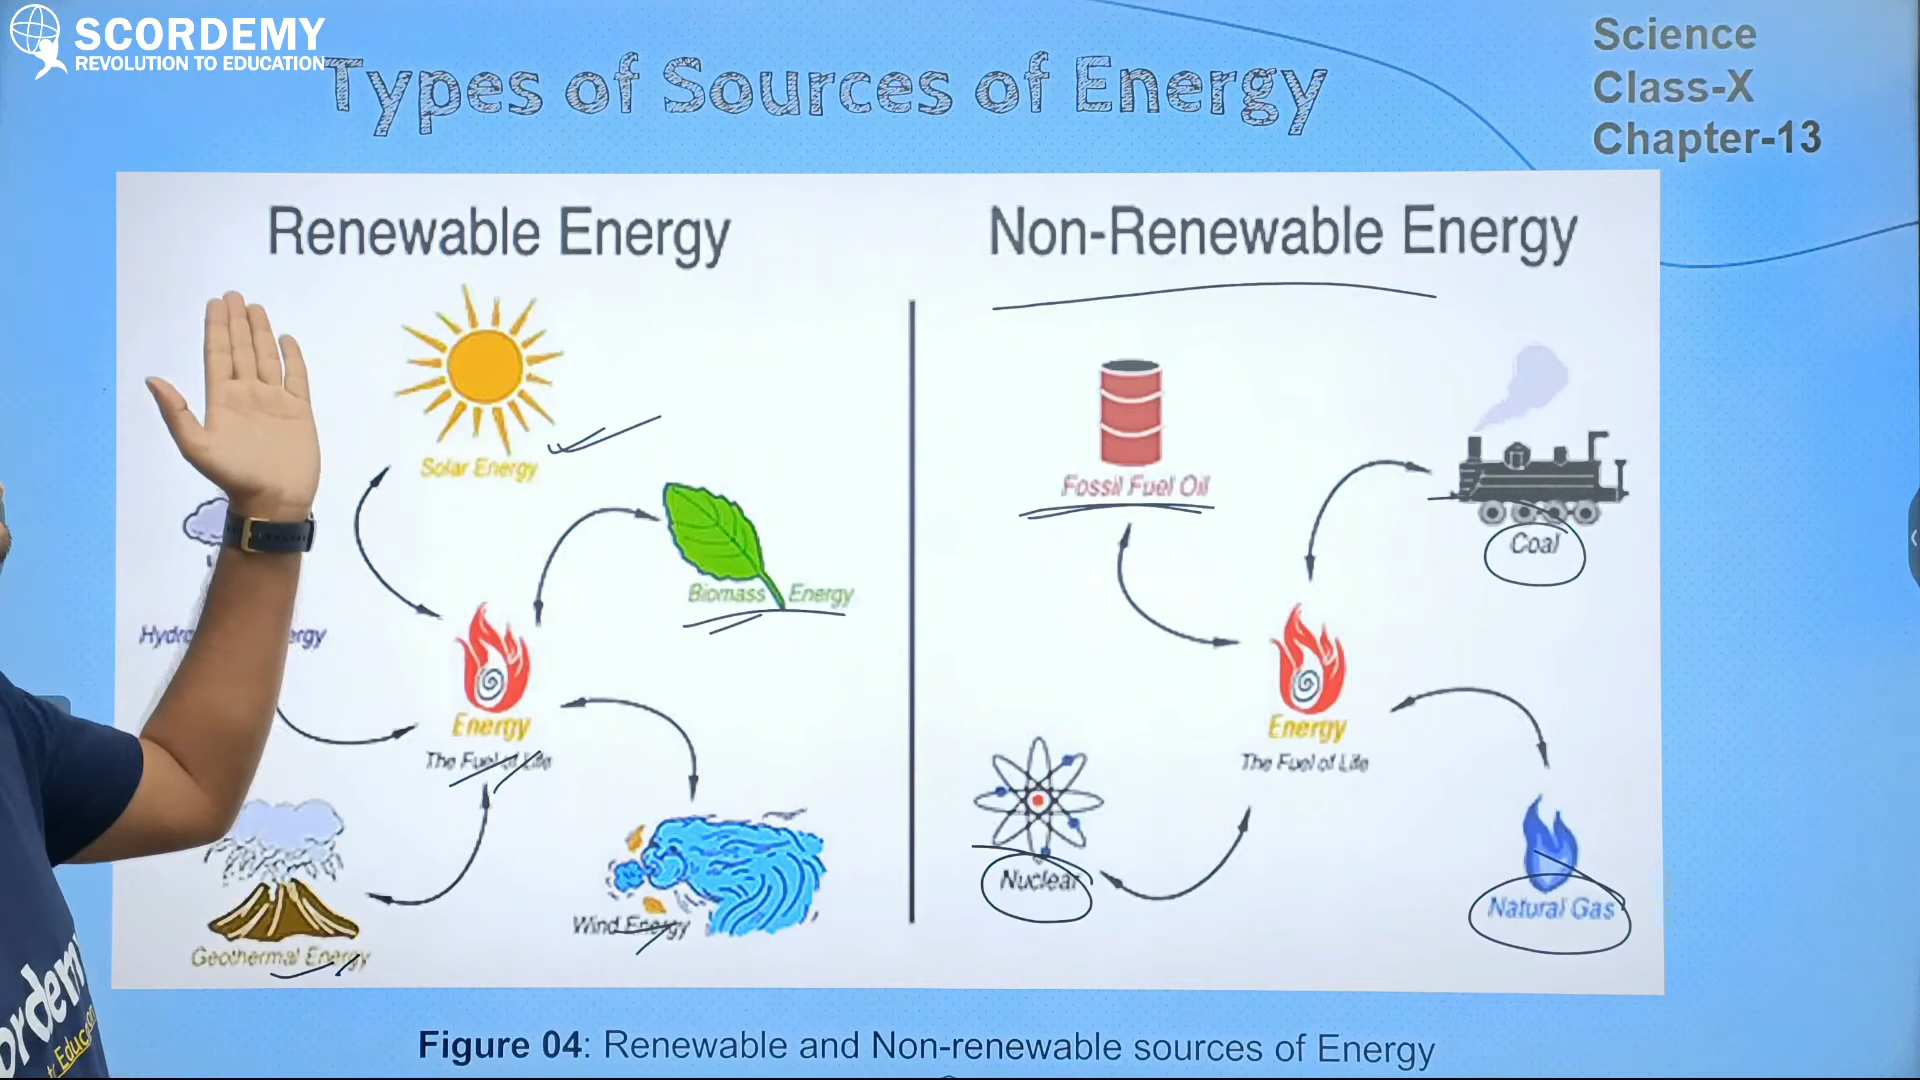 SCORDEMY
REVOLUTION TO EDUCATION
Types of Sources of Energy
Science
Class-X
Chapter-13
Renewable Energy
Non-Renewable Energy
Solar Energy
Biomass Energy
Energy
The Fuel of Life
Geothermal Energy
Wind Energy
Fossil Fuel Oil
Coal
Energy
The Fuel of Life
Nuclear
Natural Gas
Figure 04: Renewable and Non-renewable sources of Energy